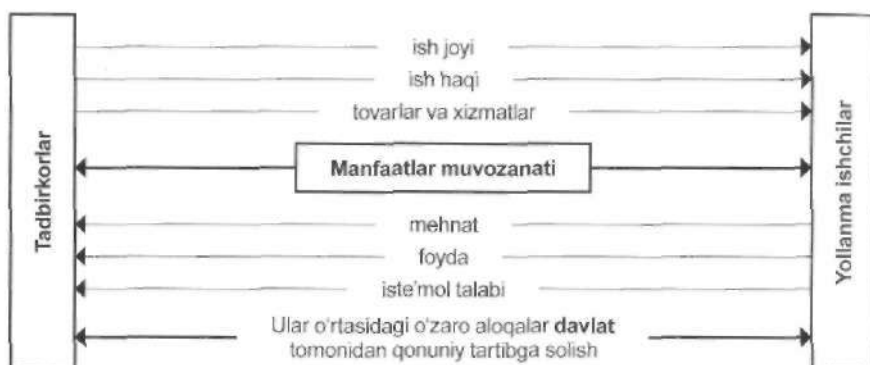 Tadbirkorlar
ish joyi
ish haqi
tovarlar va xizmatlar
Manfaatlar muvozanati
mehnat
foyda
iste'mol talabi
Ular o'rtasidagi o'zaro aloqalar davlat
tomonidan qonuniy tartibga solish
Yollanma ishchilar